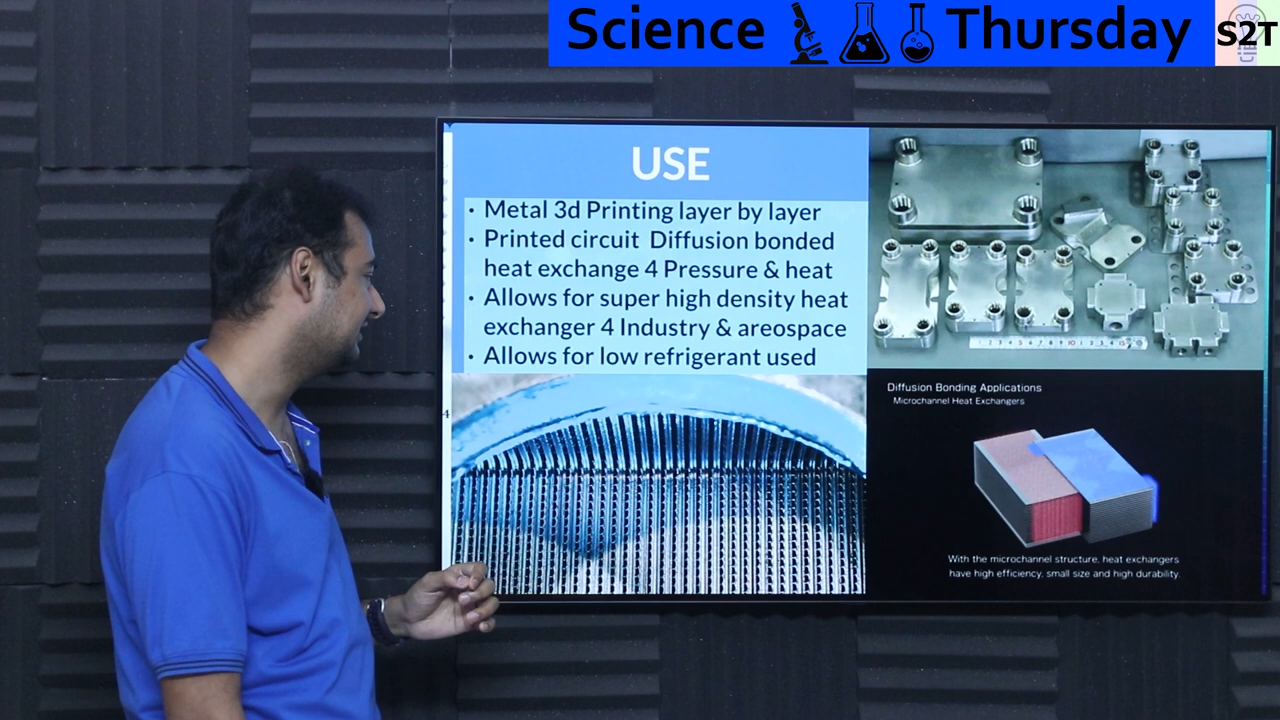 Science Thursday
S2T
USE
• Metal 3d Printing layer by layer
• Printed circuit Diffusion bonded
heat exchange 4 Pressure & heat
• Allows for super high density heat
exchanger 4 Industry & areospace
• Allows for low refrigerant used
4
Diffusion Bonding Applications
Microchannel Heat Exchangers
With the microchannel structure, heat exchangers
have high efficiency, small size and high durability.